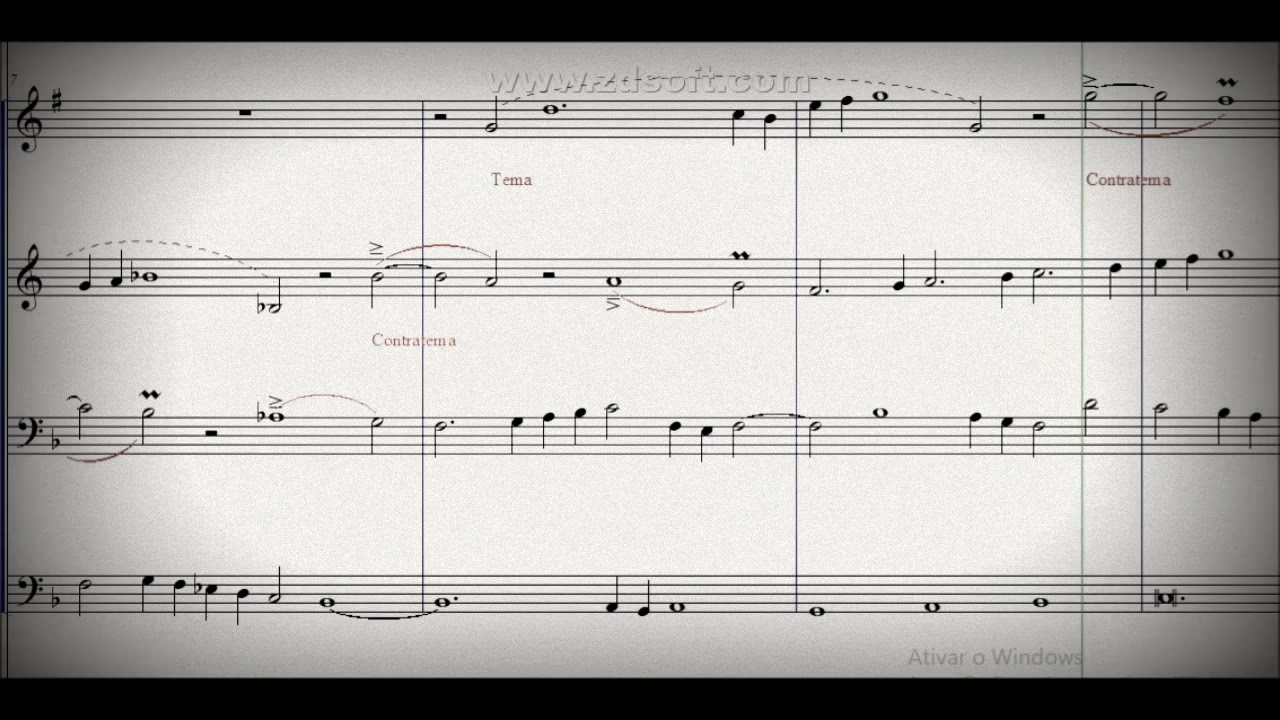 www.zdsoft.com
7
Tema
Contratema
Contratema
Ativar o Windows